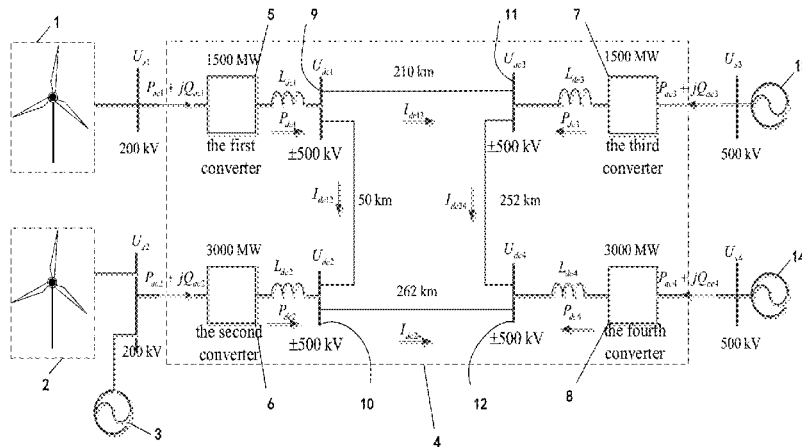 1
5
9
11
7
U_s1
1500 MW
U_dc1
U_dc3
1500 MW
U_s3
P_ac1 + jQ_ac1
L_dc1
210 km
L_dc3
P_ac3 + jQ_ac3
1
I_dc13
P_dc1
P_dc3
200 kV
the first
converter
±500 kV
±500 kV
the third
converter
500 kV
I_dc12
50 km
I_dc24
252 km
U_s2
3000 MW
U_dc2
U_dc4
3000 MW
14
P_ac2 + jQ_ac2
L_dc2
262 km
L_dc4
P_ac4 + jQ_ac4
P_dc2
P_dc4
200 kV
the second
converter
±500 kV
±500 kV
the fourth
converter
500 kV
2
3
6
10
4
12
8